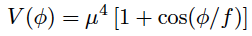 V(ϕ) = μ⁴ [1 + cos(ϕ/f)]